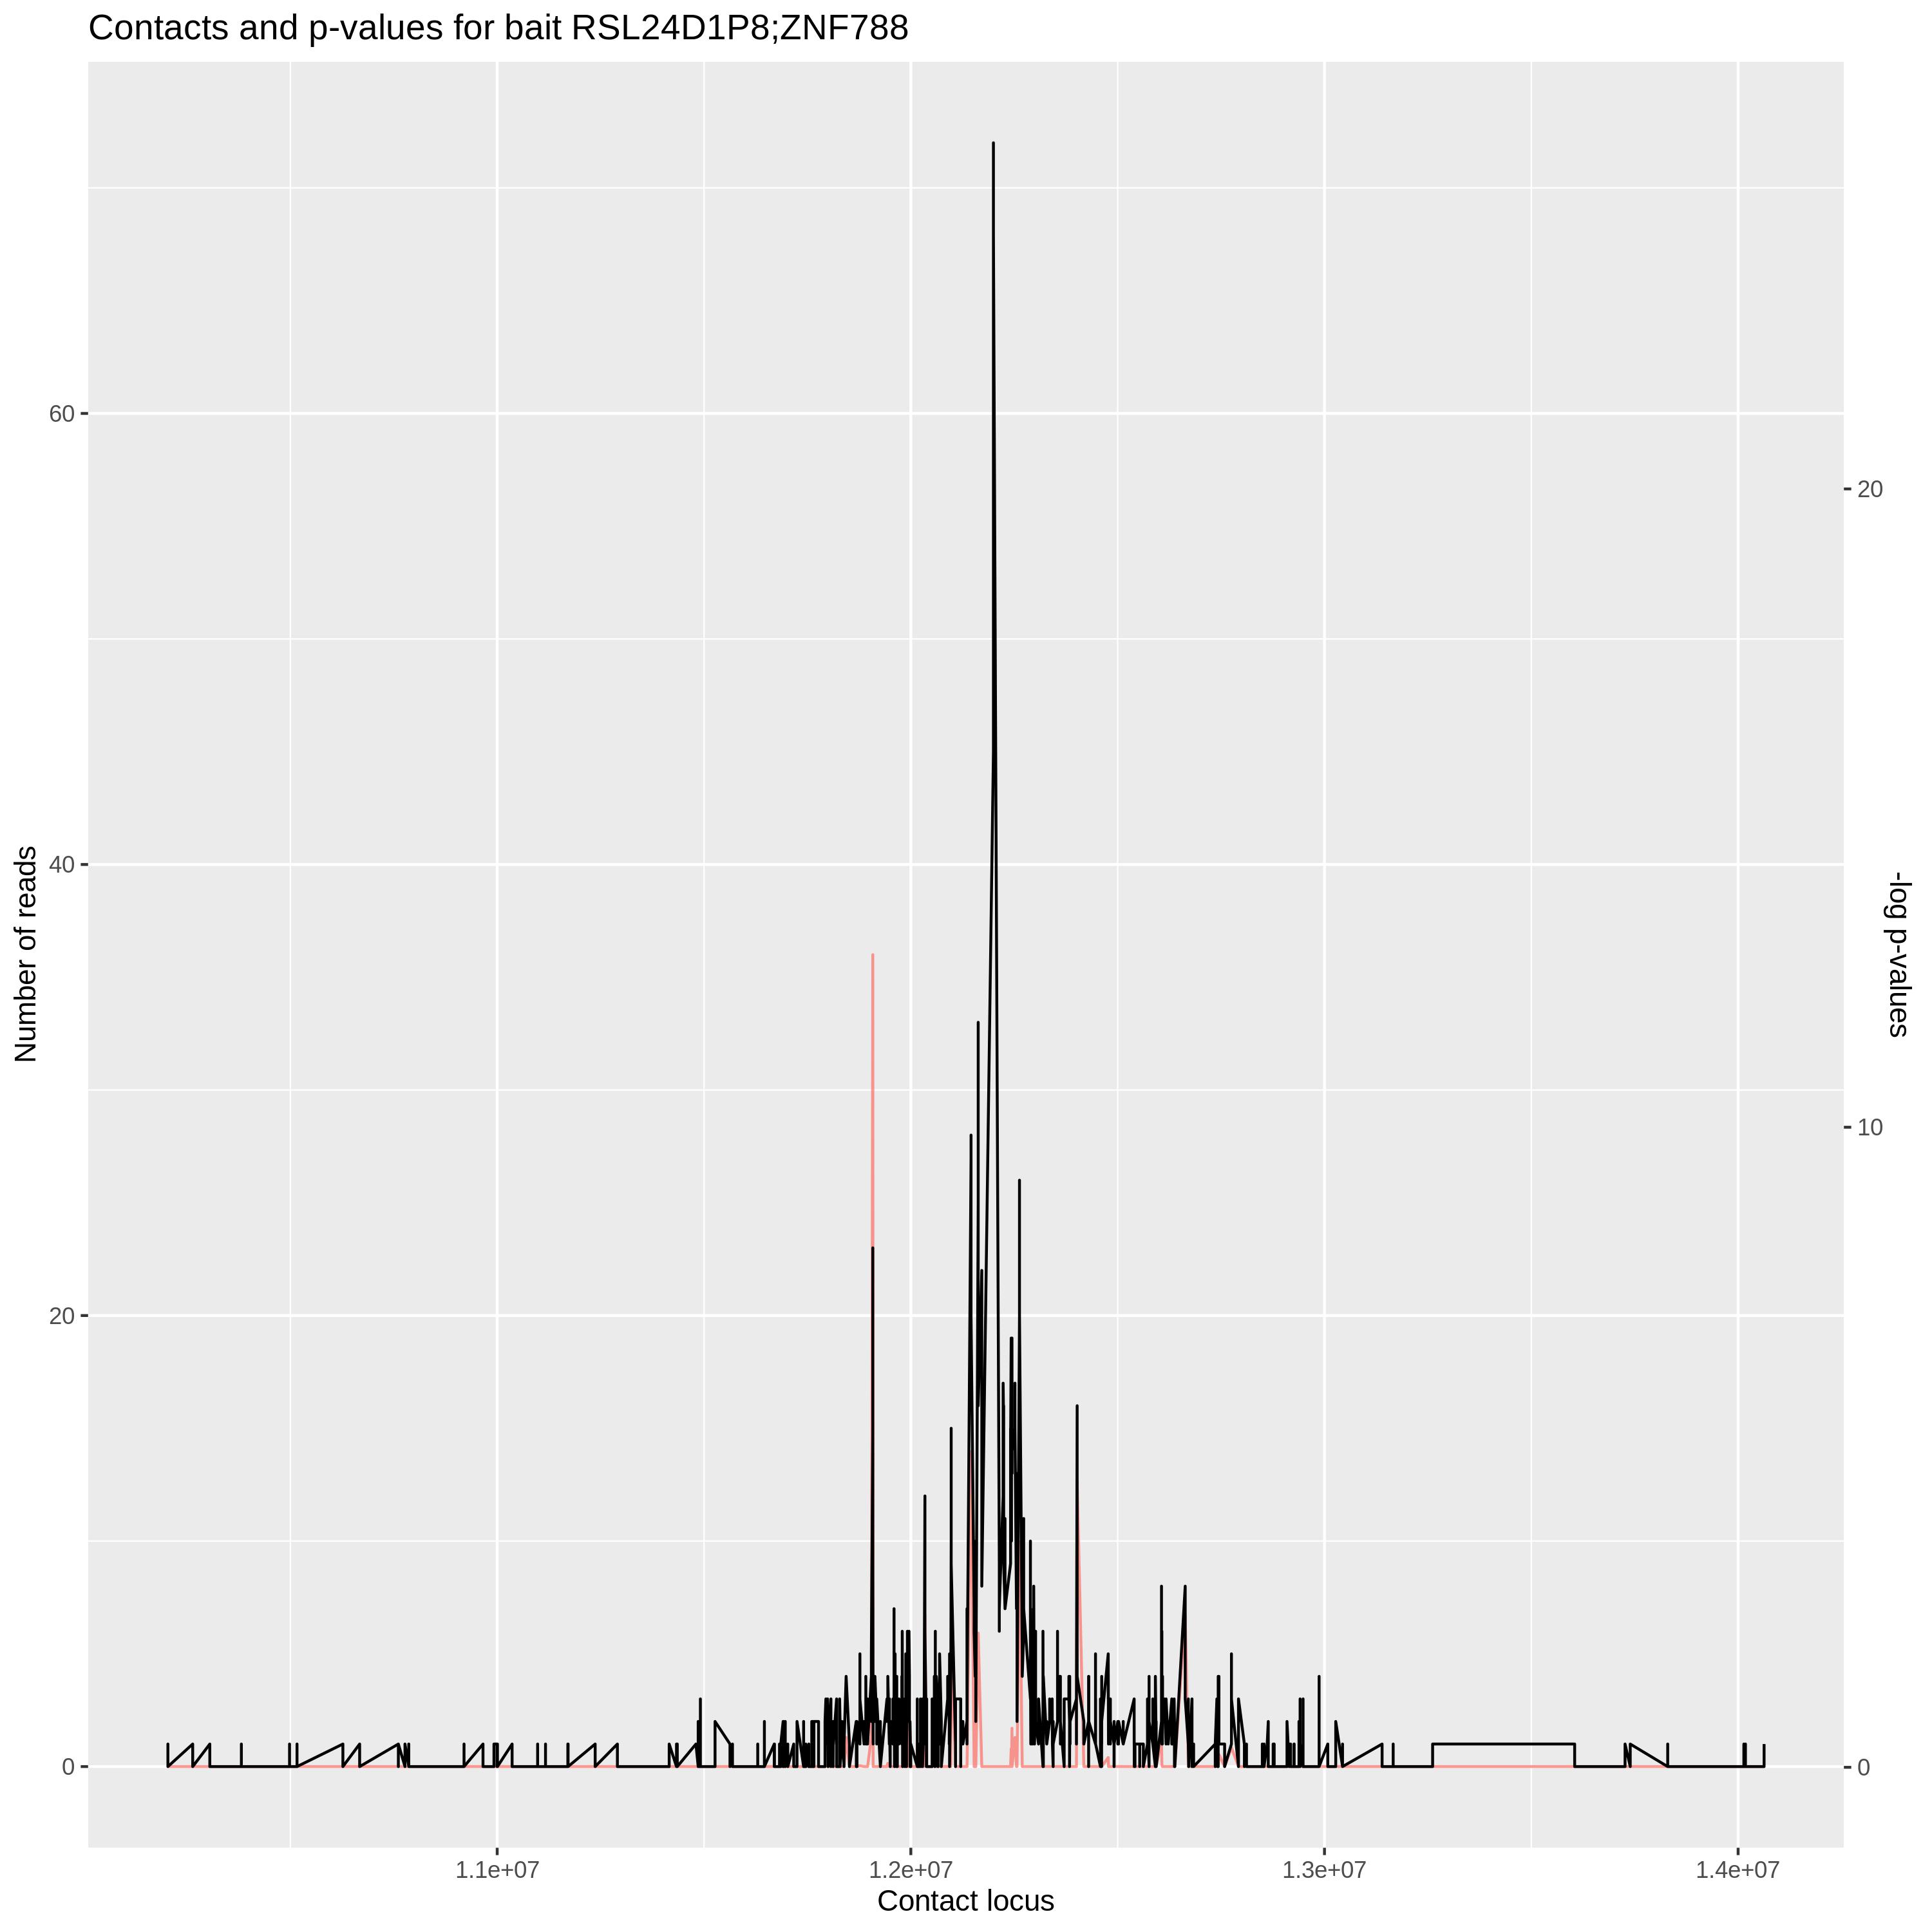 Contacts and p-values for bait RSL24D1P8;ZNF788
60
40
20
0
Number of reads
20
10
0
-log p-values
1.1e+07
1.2e+07
1.3e+07
1.4e+07
Contact locus